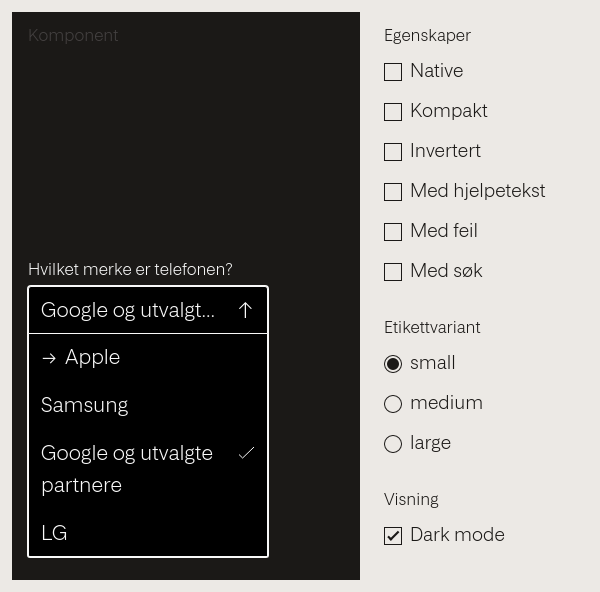 Komponent
Hvilket merke er telefonen?
Google og utvalgt...
Apple
Samsung
Google og utvalgte
partnere
LG
Egenskaper
Native
Kompakt
Invertert
Med hjelpetekst
Med feil
Med søk
Etikettvariant
small
medium
large
Visning
Dark mode